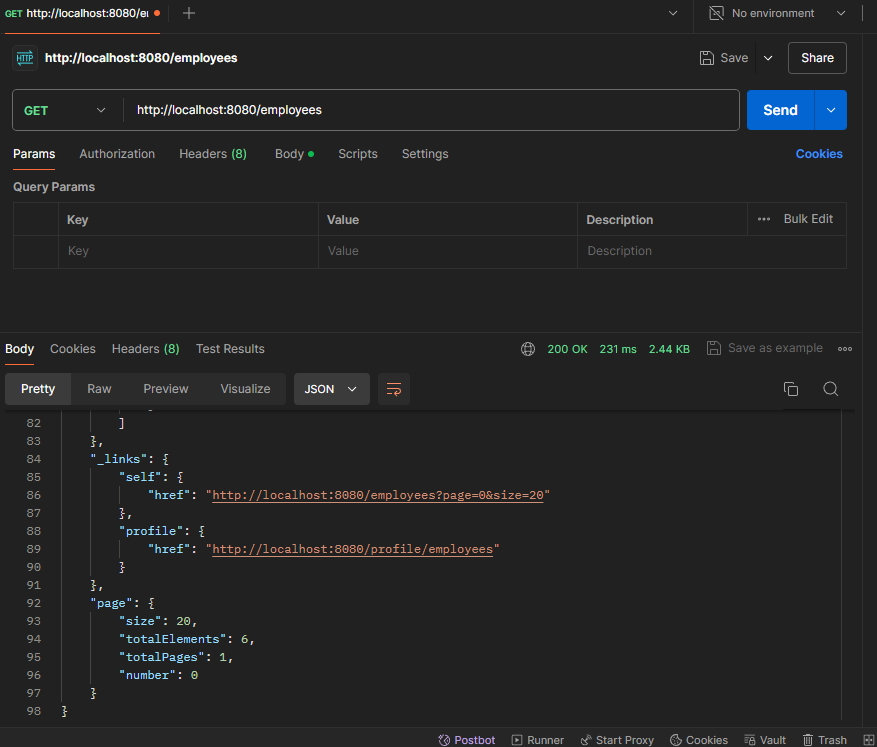 GET http://localhost:8080/e
No environment
HTTP http://localhost:8080/employees
Save
Share
GET http://localhost:8080/employees
Send
Params Authorization Headers (8) Body Scripts Settings Cookies
Query Params
Key Value Description ••• Bulk Edit
Key Value Description
Body Cookies Headers (8) Test Results 200 OK 231 ms 2.44 KB Save as example
Pretty Raw Preview Visualize JSON
82 ]
83 },
84 "_links": {
85 "self": {
86 "href": "http://localhost:8080/employees?page=0&size=20"
87 },
88 "profile": {
89 "href": "http://localhost:8080/profile/employees"
90 }
91 },
92 "page": {
93 "size": 20,
94 "totalElements": 6,
95 "totalPages": 1,
96 "number": 0
97 }
98 }
Postbot Runner Start Proxy Cookies Vault Trash